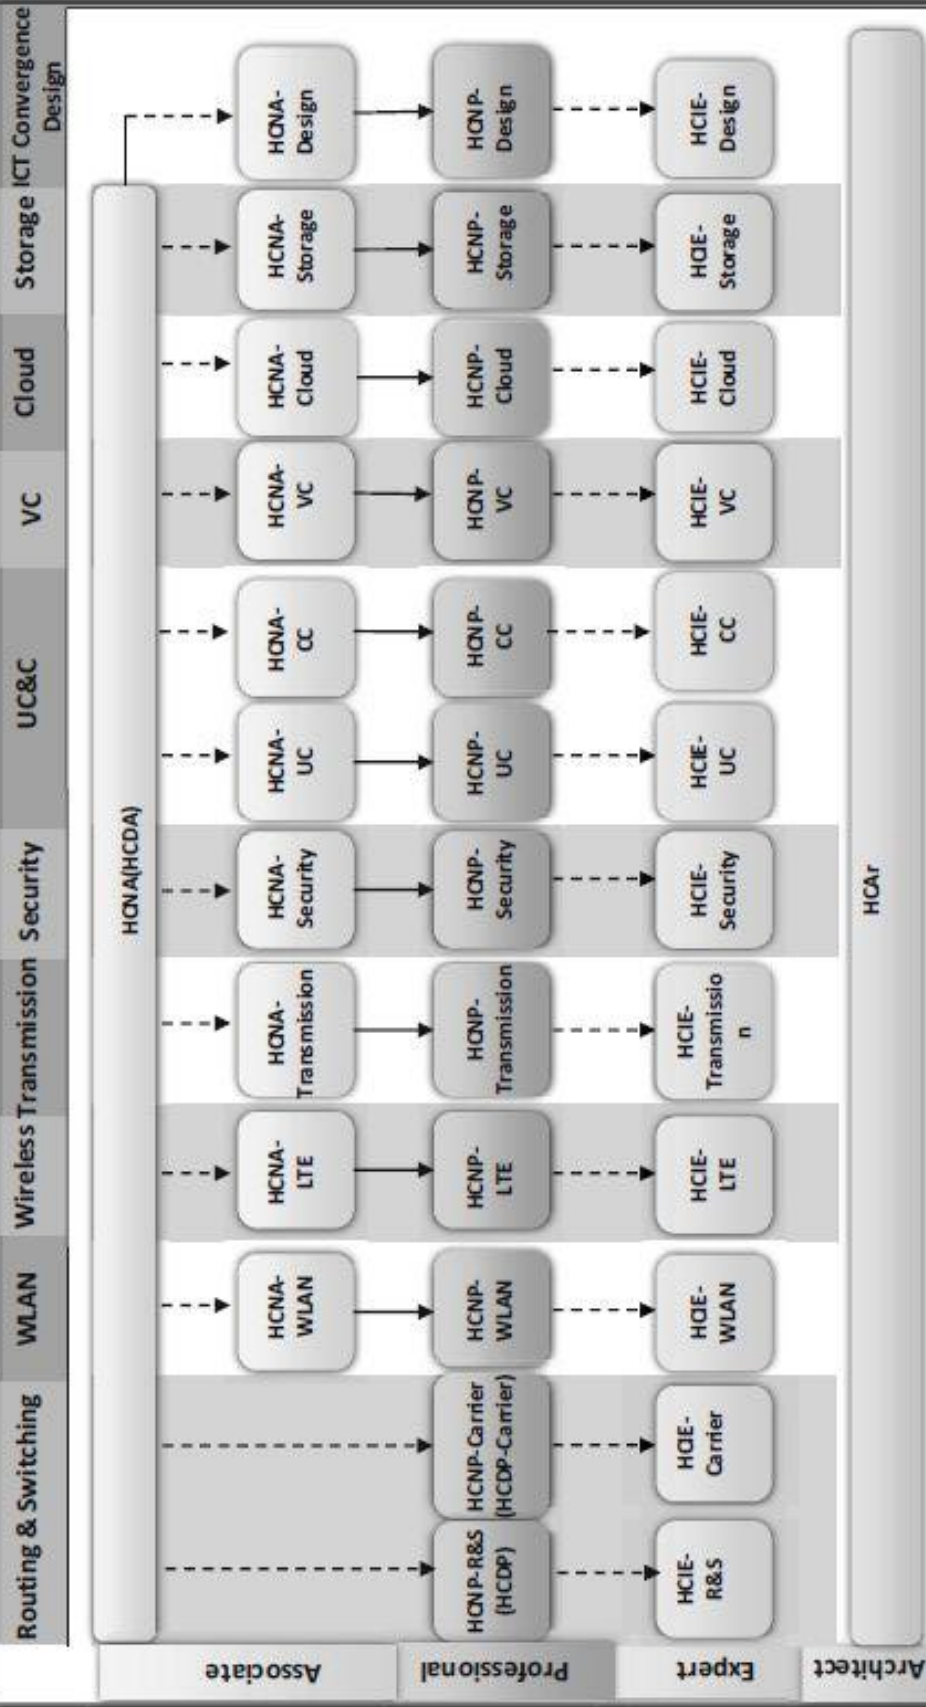 Routing & Switching
WLAN
Wireless
Transmission
Security
UC&C
VC
Cloud
Storage
ICT Convergence
Design
Associate
HCNA(HCDA)
HCNA-
WLAN
HCNA-
LTE
HCNA-
Transmission
HCNA-
Security
HCNA-
UC
HCNA-
CC
HCNA-
VC
HCNA-
Cloud
HCNA-
Storage
HCNA-
Design
Professional
HCNP-R&S
(HCDP)
HCNP-Carrier
(HCDP-Carrier)
HCNP-
WLAN
HCNP-
LTE
HCNP-
Transmission
HCNP-
Security
HCNP-
UC
HCNP-
CC
HCNP-
VC
HCNP-
Cloud
HCNP-
Storage
HCNP-
Design
Expert
HCIE-
R&S
HCIE-
Carrier
HCIE-
WLAN
HCIE-
LTE
HCIE-
Transmissio
n
HCIE-
Security
HCIE-
UC
HCIE-
CC
HCIE-
VC
HCIE-
Cloud
HCIE-
Storage
HCIE-
Design
Architect
HCAr